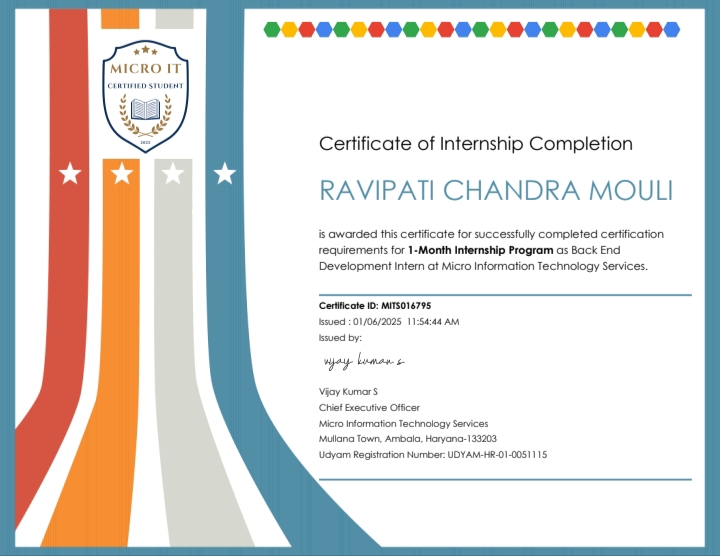 MICRO IT
CERTIFIED STUDENT
2023
Certificate of Internship Completion
RAVIPATI CHANDRA MOULI
is awarded this certificate for successfully completed certification
requirements for 1-Month Internship Program as Back End
Development Intern at Micro Information Technology Services.
Certificate ID: MITS016795
Issued : 01/06/2025 11:54:44 AM
Issued by:
vijay kumar s
Vijay Kumar S
Chief Executive Officer
Micro Information Technology Services
Mullana Town, Ambala, Haryana-133203
Udyam Registration Number: UDYAM-HR-01-0051115